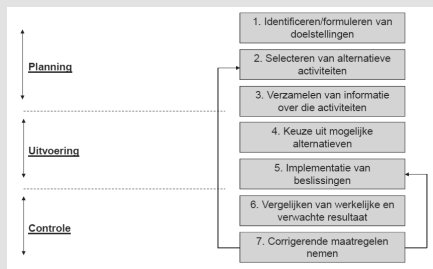 1. Identificeren/formuleren van
doelstellingen
Planning
2. Selecteren van alternatieve
activiteiten
3. Verzamelen van informatie
over die activiteiten
Uitvoering
4. Keuze uit mogelijke
alternatieven
5. Implementatie van
beslissingen
Controle
6. Vergelijken van werkelijke en
verwachte resultaat
7. Corrigerende maatregelen
nemen